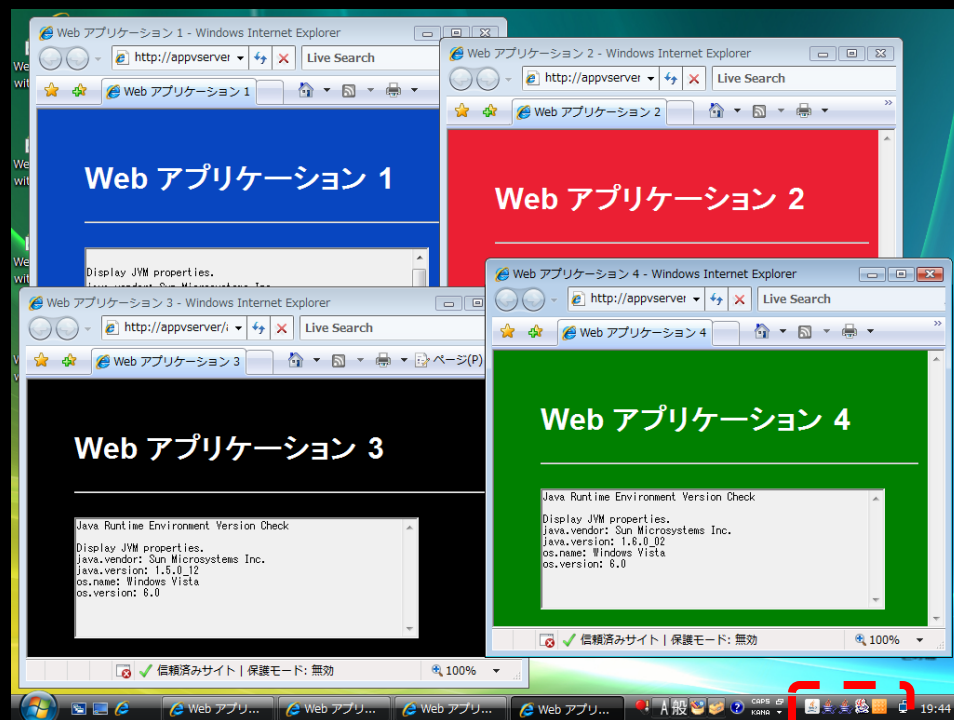 Web アプリケーション 1 - Windows Internet Explorer
http://appvserver
Live Search
Web アプリケーション 1
Web アプリケーション 1
Display JVM properties.
Web アプリケーション 2 - Windows Internet Explorer
http://appvserver
Live Search
Web アプリケーション 2
Web アプリケーション 2
Web アプリケーション 3 - Windows Internet Explorer
http://appvserver/
Live Search
Web アプリケーション 3
ページ(P)
Web アプリケーション 3
Java Runtime Environment Version Check
Display JVM properties.
java.vendor: Sun Microsystems Inc.
java.version: 1.5.0_12
os.name: Windows Vista
os.version: 6.0
信頼済みサイト | 保護モード: 無効
100%
Web アプリケーション 4 - Windows Internet Explorer
http://appvserver
Live Search
Web アプリケーション 4
Web アプリケーション 4
Java Runtime Environment Version Check
Display JVM properties.
java.vendor: Sun Microsystems Inc.
java.version: 1.6.0_02
os.name: Windows Vista
os.version: 6.0
信頼済みサイト | 保護モード: 無効
100%
Web アプリ...
Web アプリ...
Web アプリ...
Web アプリ...
A 般
CAPS
KANA
19:44